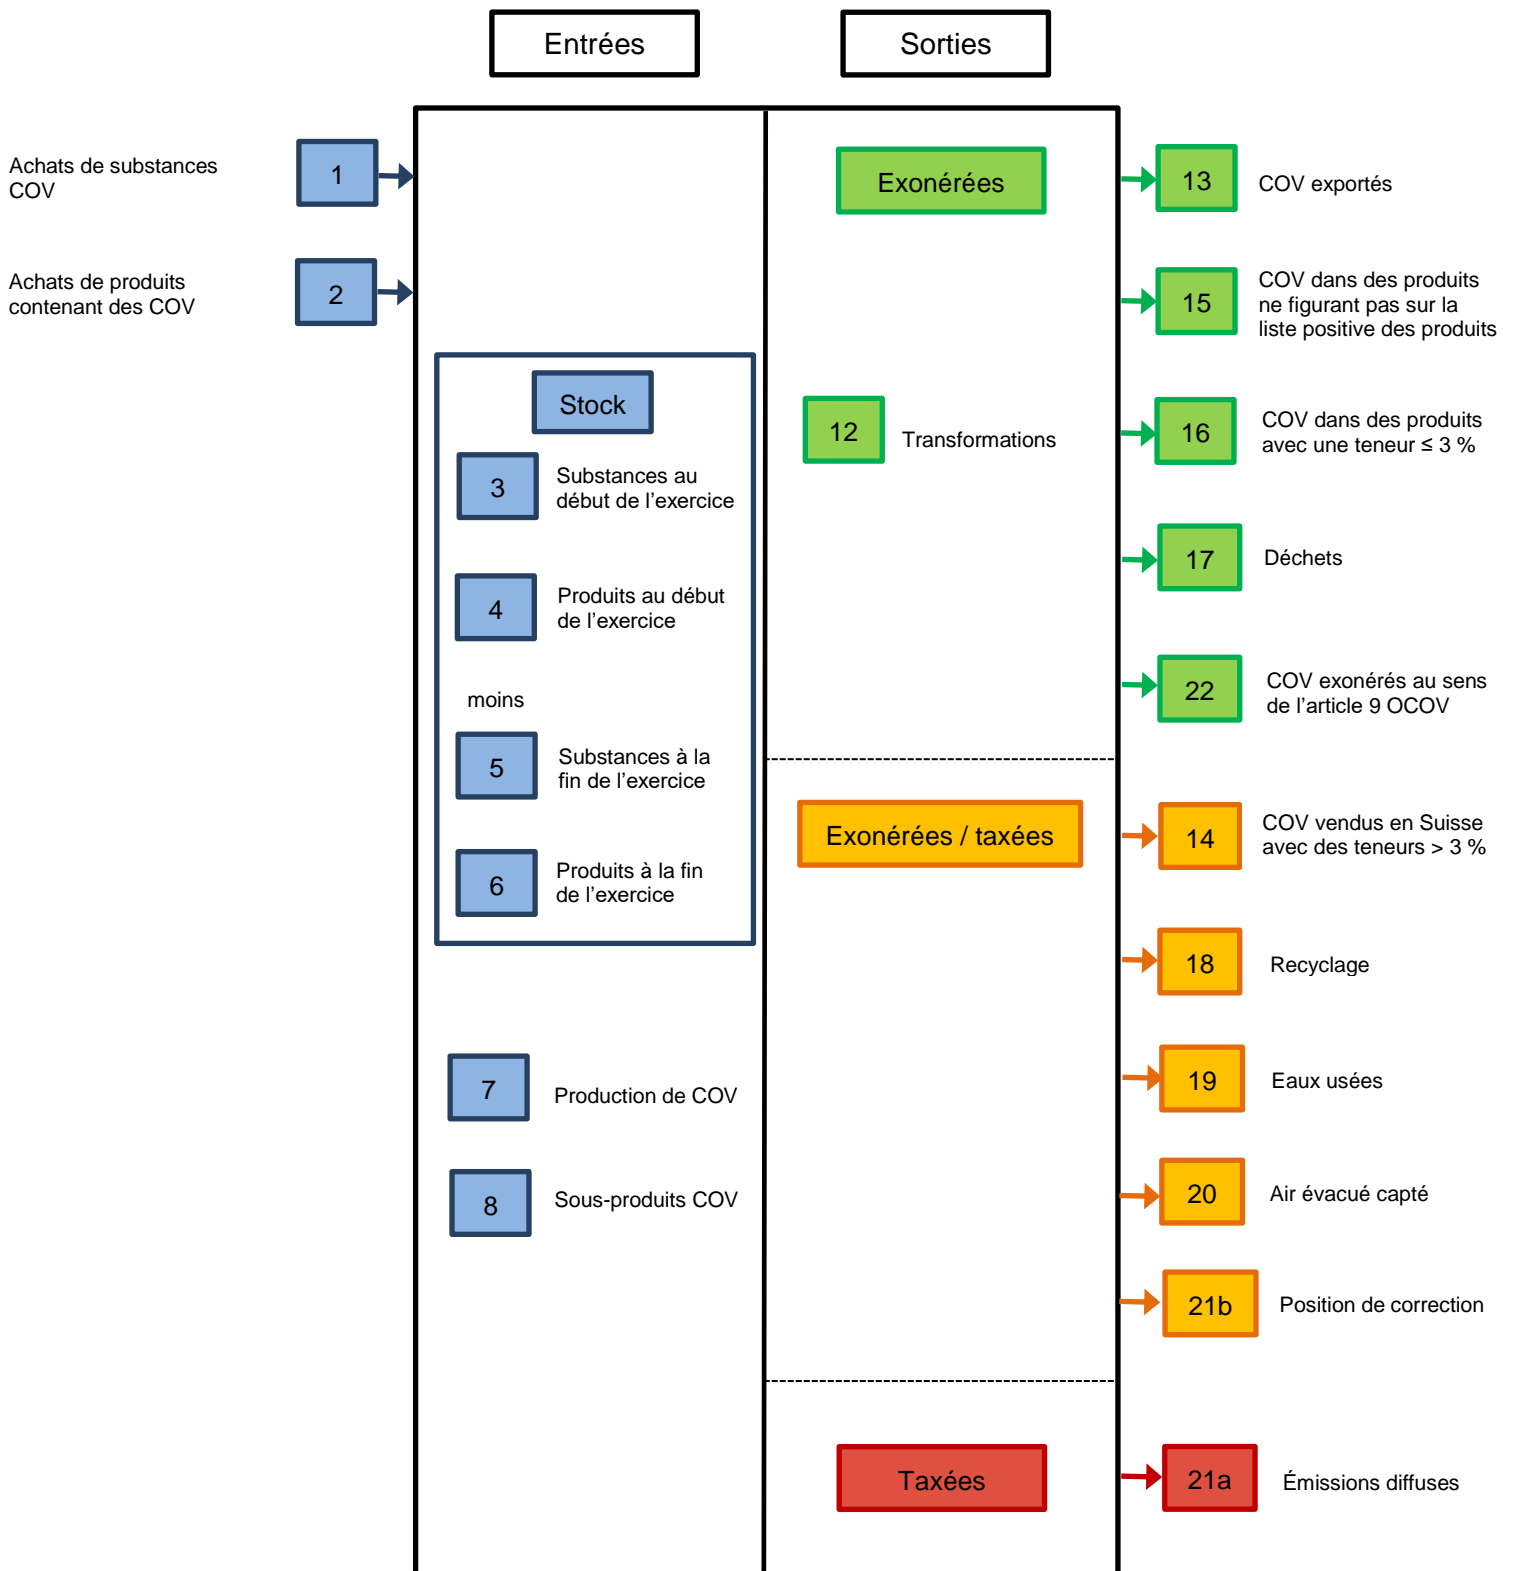 Entrées
Sorties
Achats de substances
COV
1
Achats de produits
contenant des COV
2
Stock
3
Substances au
début de l’exercice
4
Produits au début
de l’exercice
moins
5
Substances à la
fin de l’exercice
6
Produits à la fin
de l’exercice
7
Production de COV
8
Sous-produits COV
Exonérées
13
COV exportés
15
COV dans des produits
ne figurant pas sur la
liste positive des produits
12
Transformations
16
COV dans des produits
avec une teneur ≤ 3 %
17
Déchets
22
COV exonérés au sens
de l’article 9 OCOV
Exonérées / taxées
14
COV vendus en Suisse
avec des teneurs > 3 %
18
Recyclage
19
Eaux usées
20
Air évacué capté
21b
Position de correction
Taxées
21a
Émissions diffuses